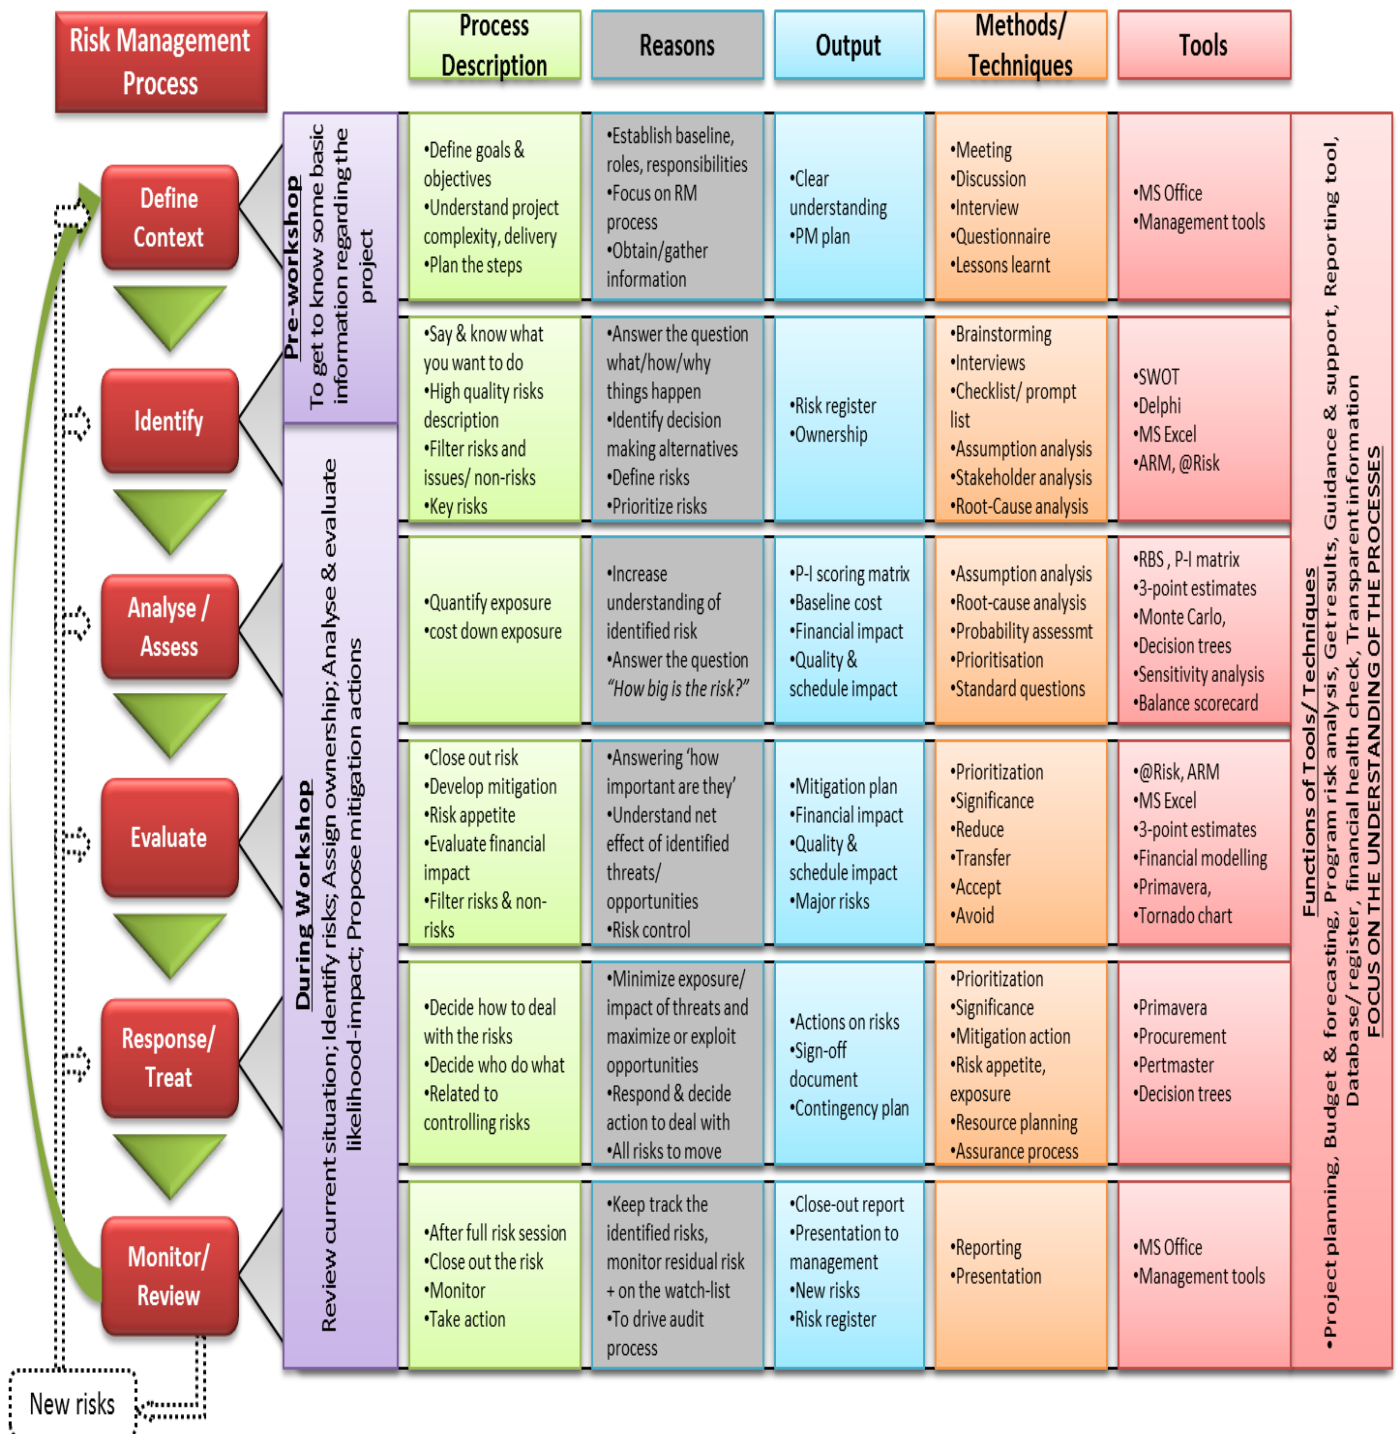 Risk Management
Process
Process
Description
Reasons
Output
Methods/
Techniques
Tools
Define
Context
Identify
Analyse /
Assess
Evaluate
Response/
Treat
Monitor/
Review
New risks
Pre-workshop
To get to know some basic
information regarding the
project
During Workshop
Review current situation; Identify risks; Assign ownership; Analyse & evaluate
likelihood-impact; Propose mitigation actions
•Define goals &
objectives
•Understand project
complexity, delivery
•Plan the steps
•Establish baseline,
roles, responsibilities
•Focus on RM
process
•Obtain/gather
information
•Clear
understanding
•PM plan
•Meeting
•Discussion
•Interview
•Questionnaire
•Lessons learnt
•MS Office
•Management tools
•Say & know what
you want to do
•High quality risks
description
•Filter risks and
issues/ non-risks
•Key risks
•Answer the question
what/how/why
things happen
•Identify decision
making alternatives
•Define risks
•Prioritize risks
•Risk register
•Ownership
•Brainstorming
•Interviews
•Checklist/ prompt
list
•Assumption analysis
•Stakeholder analysis
•Root-Cause analysis
•SWOT
•Delphi
•MS Excel
•ARM, @Risk
•Quantify exposure
•cost down exposure
•Increase
understanding of
identified risk
•Answer the question
“How big is the risk?”
•P-I scoring matrix
•Baseline cost
•Financial impact
•Quality &
schedule impact
•Assumption analysis
•Root-cause analysis
•Probability assessmt
•Prioritisation
•Standard questions
•RBS , P-I matrix
•3-point estimates
•Monte Carlo,
•Decision trees
•Sensitivity analysis
•Balance scorecard
•Close out risk
•Develop mitigation
•Risk appetite
•Evaluate financial
impact
•Filter risks & non-
risks
•Answering ‘how
important are they’
•Understand net
effect of identified
threats/
opportunities
•Risk control
•Mitigation plan
•Financial impact
•Quality &
schedule impact
•Major risks
•Prioritization
•Significance
•Reduce
•Transfer
•Accept
•Avoid
•@Risk, ARM
•MS Excel
•3-point estimates
•Financial modelling
•Primavera,
•Tornado chart
•Decide how to deal
with the risks
•Decide who do what
•Related to
controlling risks
•Minimize exposure/
impact of threats and
maximize or exploit
opportunities
•Respond & decide
action to deal with
•All risks to move
•Actions on risks
•Sign-off
document
•Contingency plan
•Prioritization
•Significance
•Mitigation action
•Risk appetite,
exposure
•Resource planning
•Assurance process
•Primavera
•Procurement
•Pertmaster
•Decision trees
•After full risk session
•Close out the risk
•Monitor
•Take action
•Keep track the
identified risks,
monitor residual risk
+ on the watch-list
•To drive audit
process
•Close-out report
•Presentation to
management
•New risks
•Risk register
•Reporting
•Presentation
•MS Office
•Management tools
Functions of Tools/ Techniques
•Project planning, Budget & forecasting, Program risk analysis, Get results, Guidance & support, Reporting tool,
Database/ register, financial health check, Transparent information
FOCUS ON THE UNDERSTANDING OF THE PROCESSES